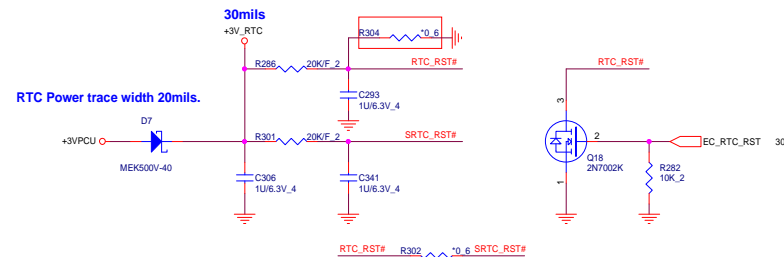 30mils
+3V_RTC
R304 *0_6
R286 20K/F_2 RTC_RST#
RTC_RST#
C293
1U/6.3V_4
RTC Power trace width 20mils.
D7
3
+3VPCU
R301 20K/F_2 SRTC_RST#
2
EC_RTC_RST 30
MEK500V-40
Q18
2N7002K
R282
10K_2
C306
1U/6.3V_4
C341
1U/6.3V_4
1
RTC_RST# R302 *0_6 SRTC_RST#